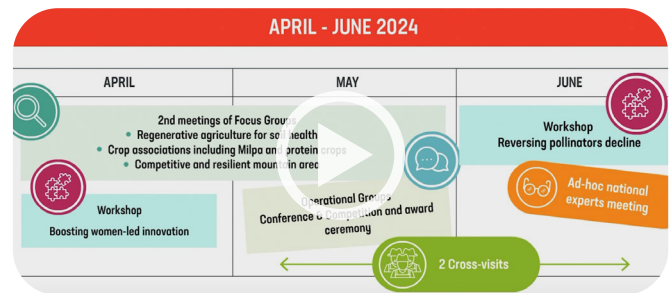 APRIL - JUNE 2024
APRIL
MAY
JUNE
2nd meetings of Focus Groups
• Regenerative agriculture for soil health
• Crop associations including Milpa and protein crops
• Competitive and resilient mountain areas
Workshop
Boosting women-led innovation
Operational Groups
Conference & Competition and award
ceremony
Workshop
Reversing pollinators decline
Ad-hoc national
experts meeting
2 Cross-visits